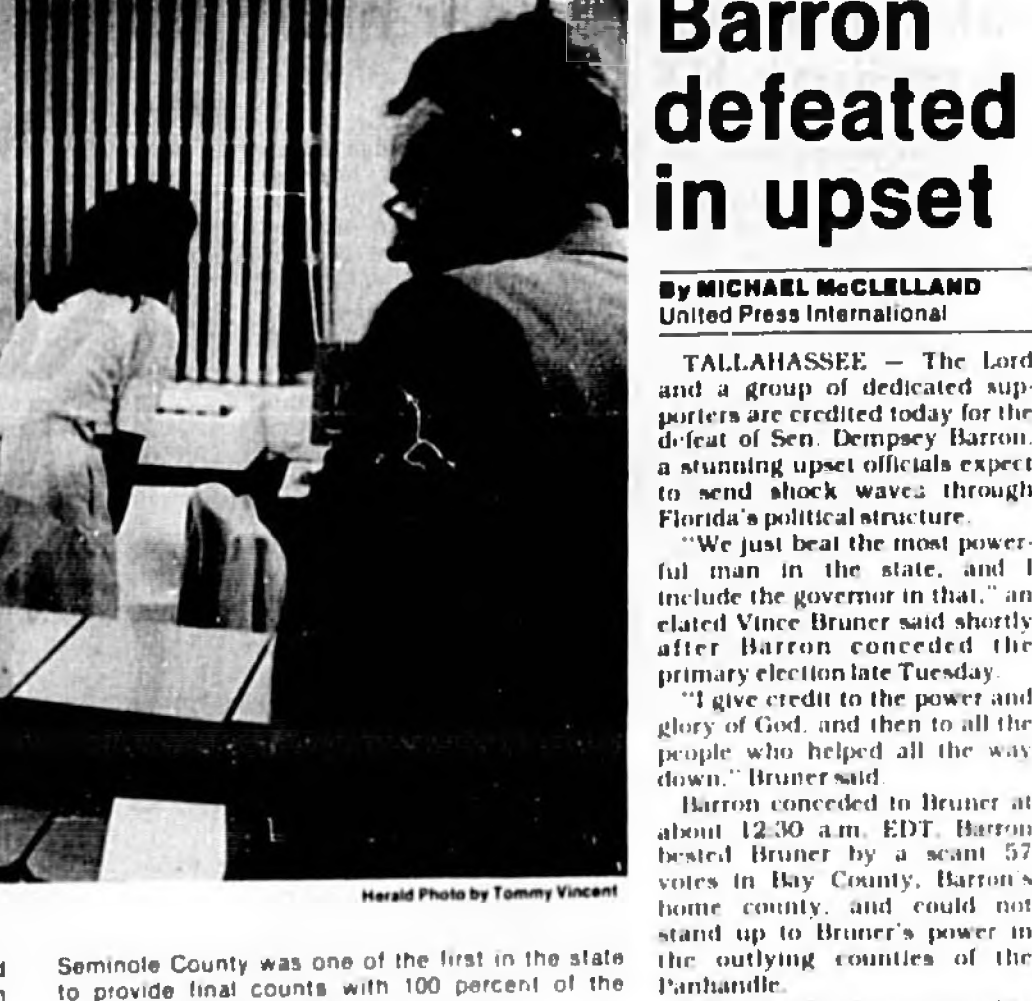 Barron
defeated
in upset
By MICHAEL McCLELLAND
United Press International
TALLAHASSEE — The Lord
and a group of dedicated sup-
porters are credited today for the
defeat of Sen. Dempsey Barron,
a stunning upset officials expect
to send shock waves through
Florida's political structure.
"We just beat the most power-
ful man in the state, and I
include the governor in that," an
elated Vince Bruner said shortly
after Barron conceded the
primary election late Tuesday.
"I give credit to the power and
glory of God, and then to all the
people who helped all the way
down," Bruner said.
Barron conceded to Bruner at
about 12:30 a.m. EDT. Barron
bested Bruner by a scant 57
votes in Bay County, Barron's
home county, and could not
stand up to Bruner's power in
the outlying counties of the
Panhandle.
Herald Photo by Tommy Vincent
Seminole County was one of the first in the state
to provide final counts with 100 percent of the